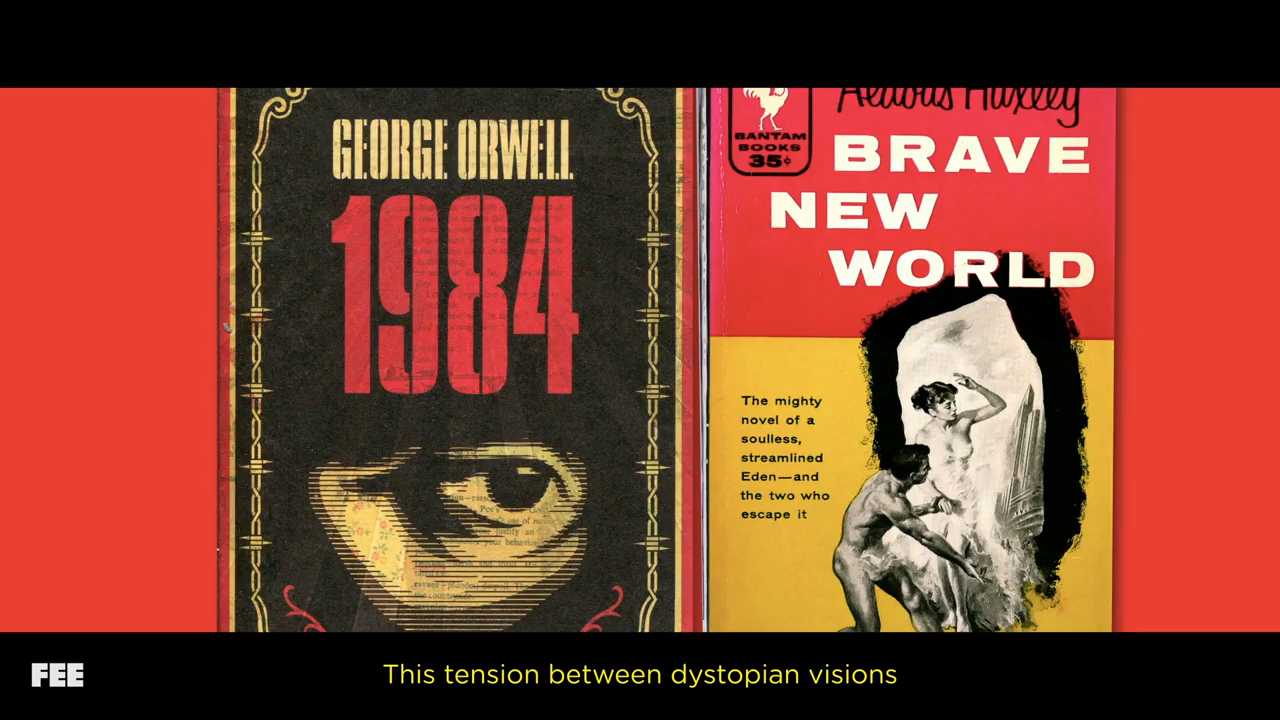 GEORGE ORWELL
1984
Aldous Huxley
BANTAM
BOOKS
35¢
BRAVE
NEW
WORLD
The mighty
novel of a
soulless,
streamlined
Eden—and
the two who
escape it
FEE
This tension between dystopian visions